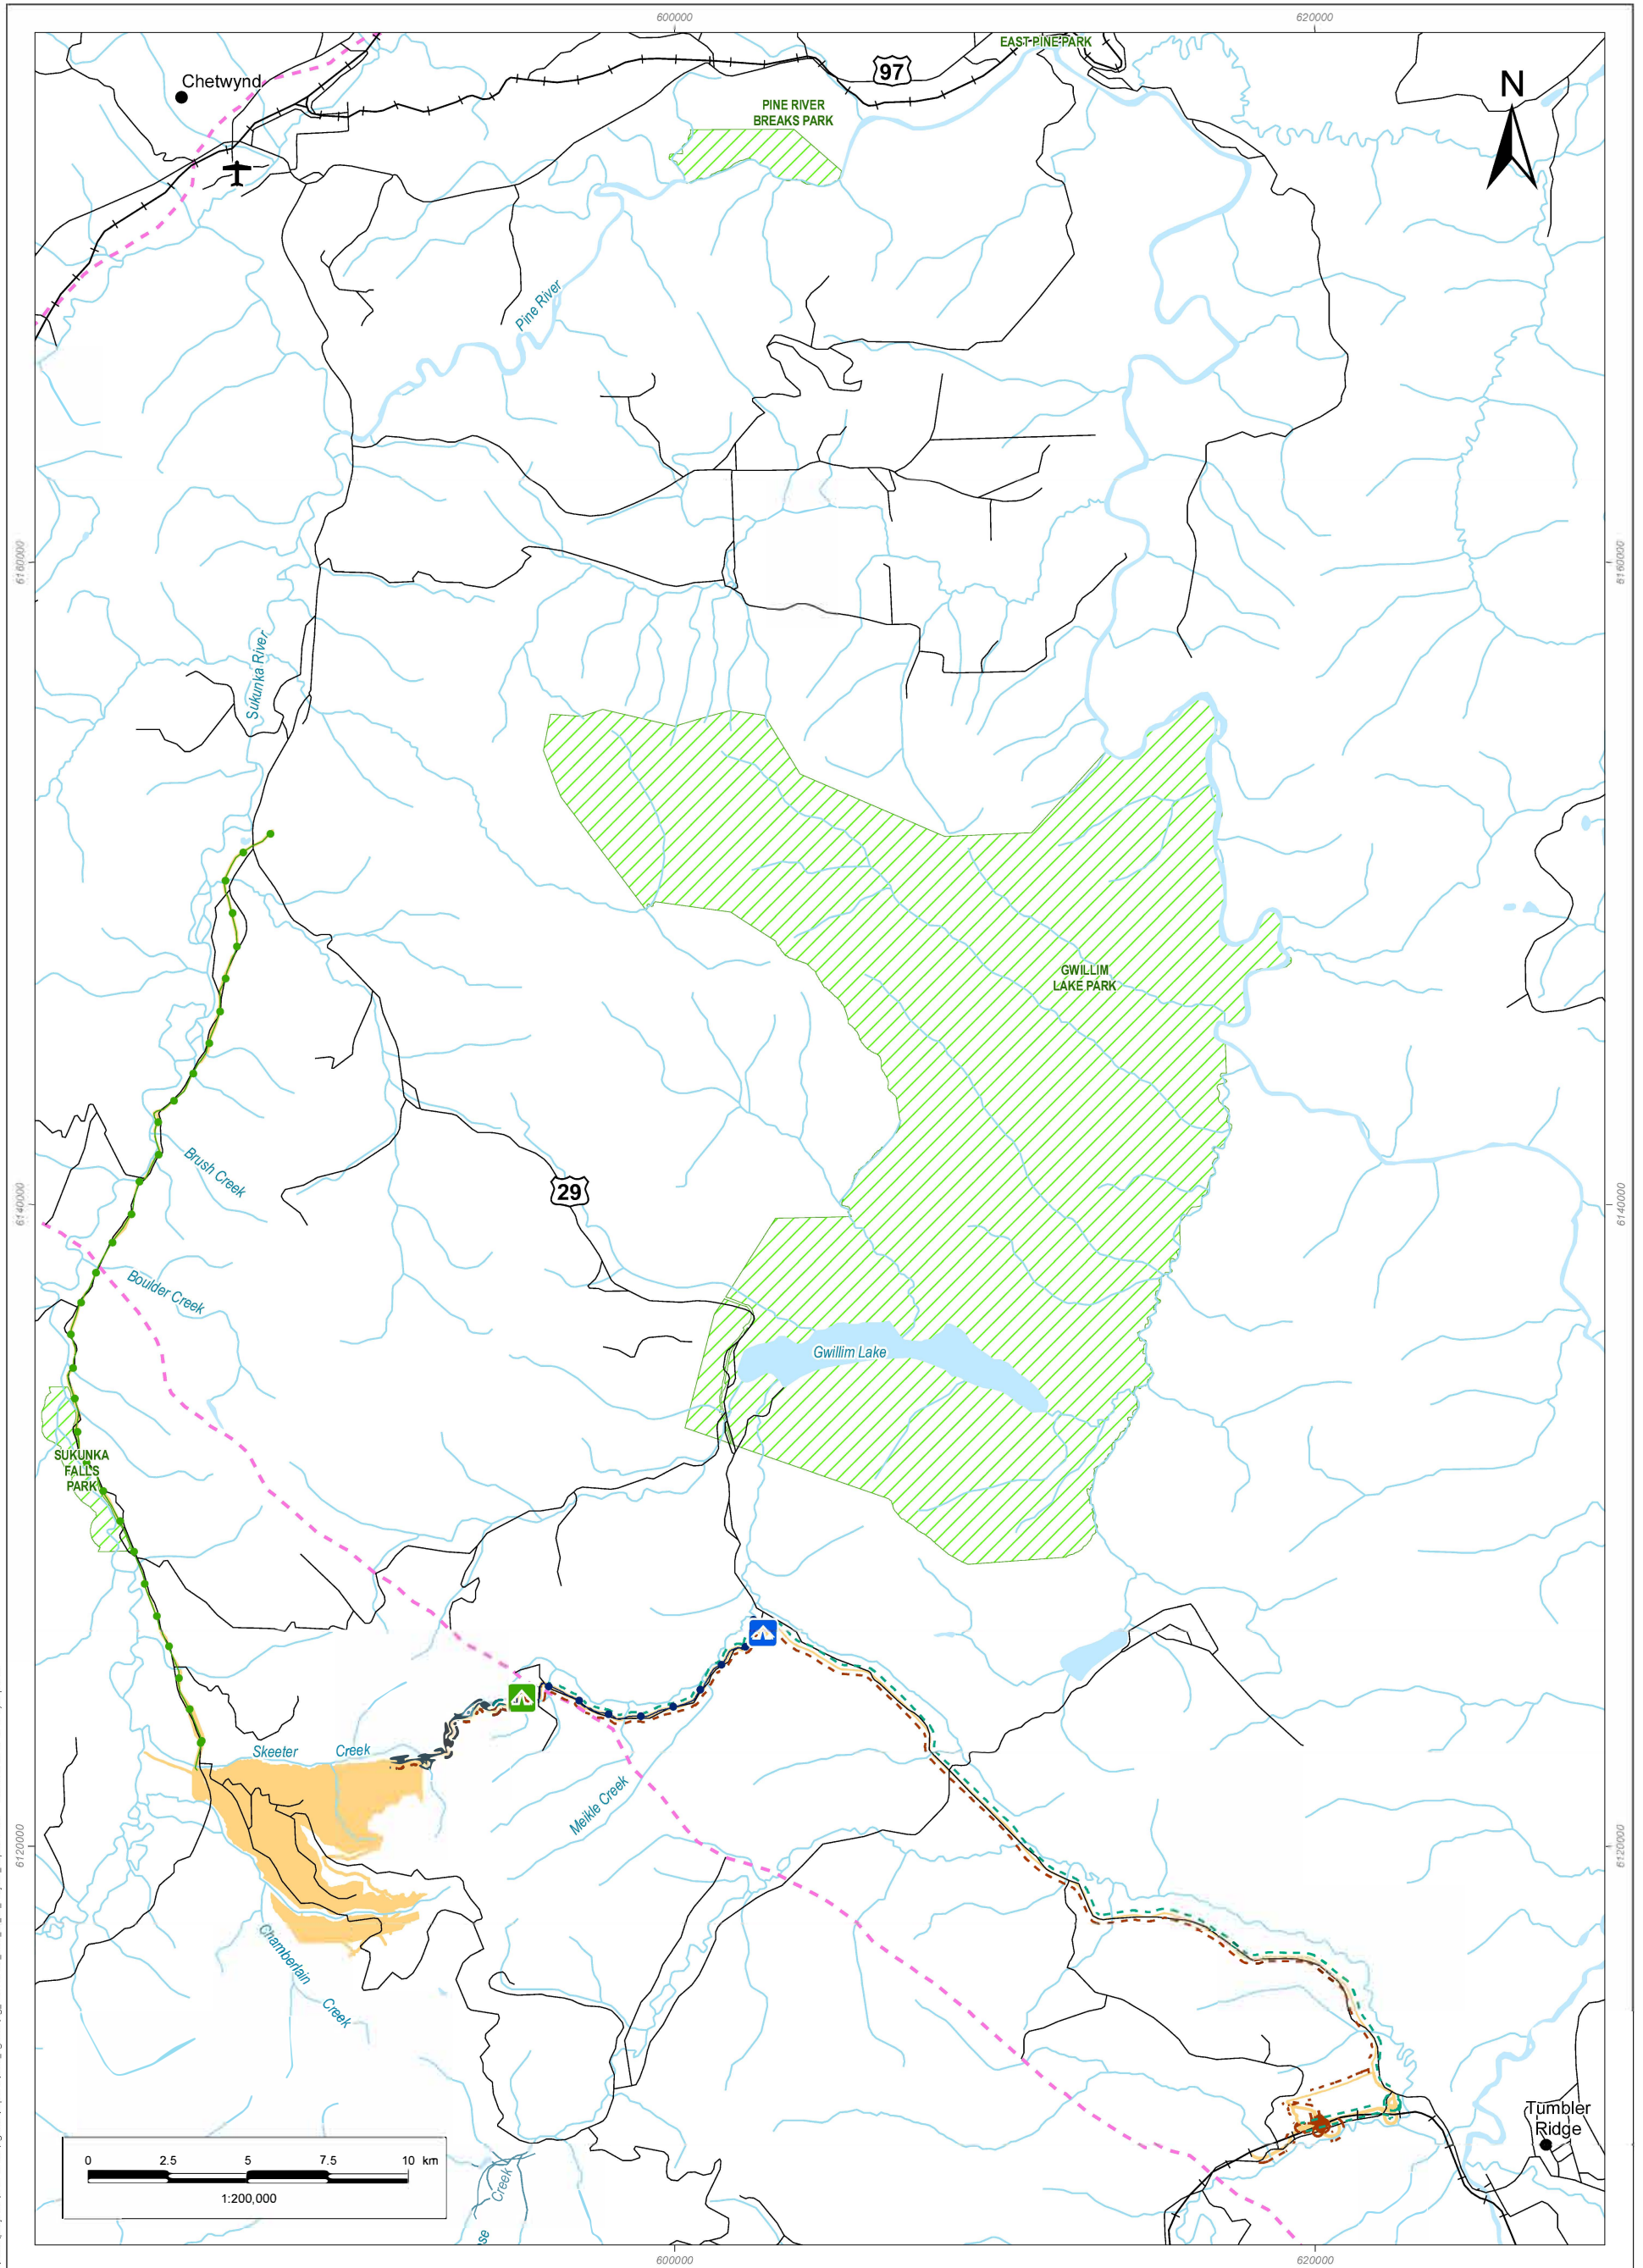 600000
620000
EAST PINE PARK
97
Chetwynd
N
PINE RIVER
BREAKS PARK
Pine River
6160000
6160000
Sukunka River
GWILLIM
LAKE PARK
Brush Creek
29
6140000
6140000
Boulder Creek
Gwillim Lake
SUKUNKA
FALLS
PARK
Skeeter Creek
Meikle Creek
6120000
6120000
Chamberlain
Creek
Tumbler
Ridge
0 2.5 5 7.5 10 km
1:200,000
Creek
se
600000
620000